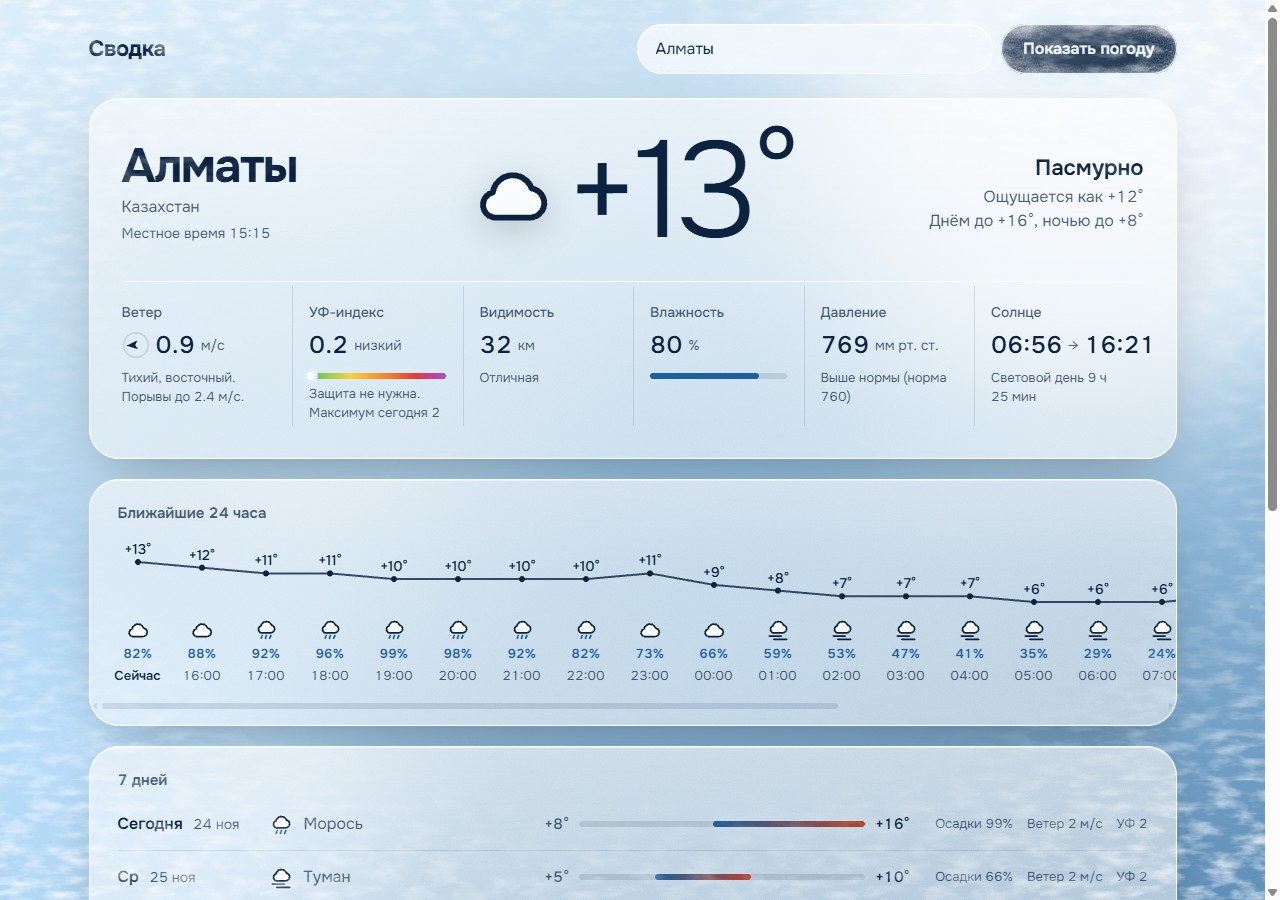 Сводка
Алматы
Показать погоду
Алматы
Казахстан
Местное время 15:15
+13°
Пасмурно
Ощущается как +12°
Днём до +16°, ночью до +8°
Ветер
0.9 м/с
Тихий, восточный.
Порывы до 2.4 м/с.
УФ-индекс
0.2 низкий
Защита не нужна.
Максимум сегодня 2
Видимость
32 км
Отличная
Влажность
80 %
Давление
769 мм рт. ст.
Выше нормы (норма
760)
Солнце
06:56 → 16:21
Световой день 9 ч
25 мин
Ближайшие 24 часа
+13° +12° +11° +11° +10° +10° +10° +10° +11° +9° +8° +7° +7° +7° +6° +6° +6°
82% 88% 92% 96% 99% 98% 92% 82% 73% 66% 59% 53% 47% 41% 35% 29% 24%
Сейчас 16:00 17:00 18:00 19:00 20:00 21:00 22:00 23:00 00:00 01:00 02:00 03:00 04:00 05:00 06:00 07:00
7 дней
Сегодня 24 ноя Морось +8° +16° Осадки 99% Ветер 2 м/с УФ 2
Ср 25 ноя Туман +5° +10° Осадки 66% Ветер 2 м/с УФ 2